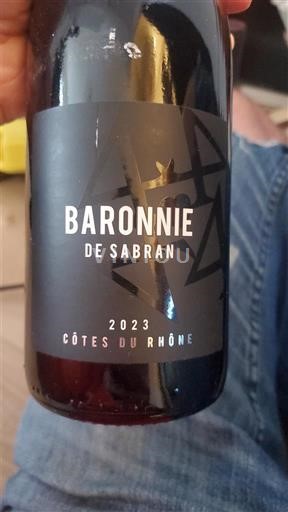 BARONNIE
DE SABRAN
2023
CÔTES DU RHÔNE